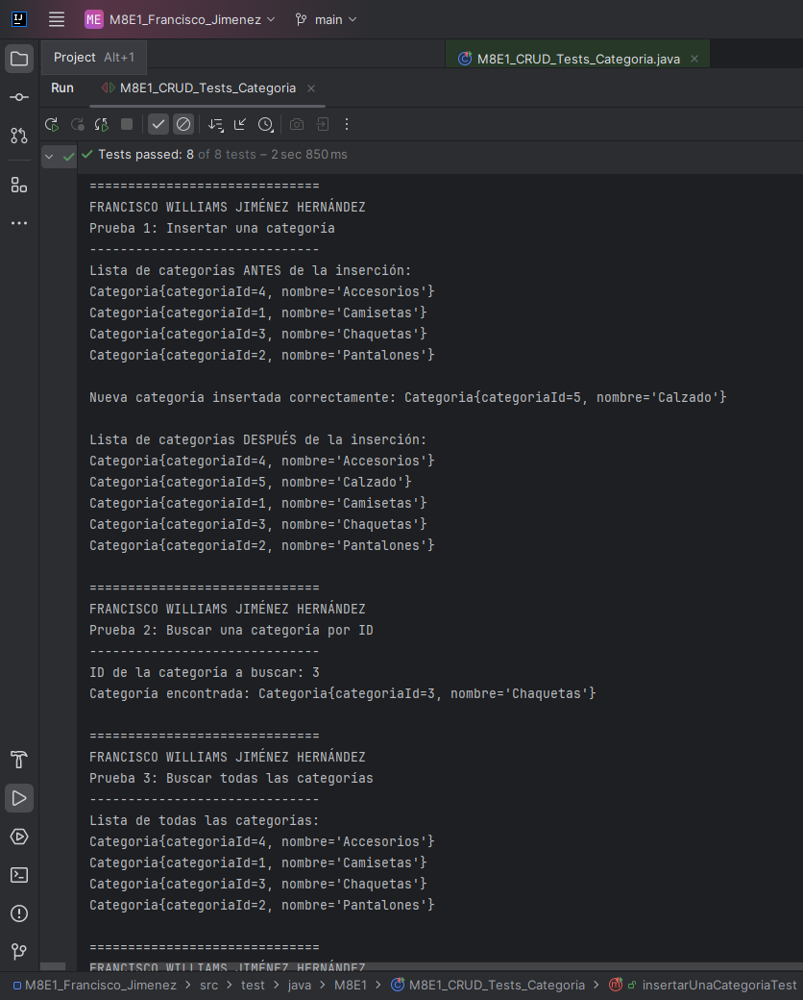 ME M8E1_Francisco_Jimenez main
Project Alt+1
M8E1_CRUD_Tests_Categoria.java
Run M8E1_CRUD_Tests_Categoria
Tests passed: 8 of 8 tests – 2 sec 850 ms
==============================
FRANCISCO WILLIAMS JIMÉNEZ HERNÁNDEZ
Prueba 1: Insertar una categoría
------------------------------
Lista de categorías ANTES de la inserción:
Categoria{categoriaId=4, nombre='Accesorios'}
Categoria{categoriaId=1, nombre='Camisetas'}
Categoria{categoriaId=3, nombre='Chaquetas'}
Categoria{categoriaId=2, nombre='Pantalones'}
Nueva categoría insertada correctamente: Categoria{categoriaId=5, nombre='Calzado'}
Lista de categorías DESPUÉS de la inserción:
Categoria{categoriaId=4, nombre='Accesorios'}
Categoria{categoriaId=5, nombre='Calzado'}
Categoria{categoriaId=1, nombre='Camisetas'}
Categoria{categoriaId=3, nombre='Chaquetas'}
Categoria{categoriaId=2, nombre='Pantalones'}
==============================
FRANCISCO WILLIAMS JIMÉNEZ HERNÁNDEZ
Prueba 2: Buscar una categoría por ID
------------------------------
ID de la categoría a buscar: 3
Categoría encontrada: Categoria{categoriaId=3, nombre='Chaquetas'}
==============================
FRANCISCO WILLIAMS JIMÉNEZ HERNÁNDEZ
Prueba 3: Buscar todas las categorías
------------------------------
Lista de todas las categorías:
Categoria{categoriaId=4, nombre='Accesorios'}
Categoria{categoriaId=1, nombre='Camisetas'}
Categoria{categoriaId=3, nombre='Chaquetas'}
Categoria{categoriaId=2, nombre='Pantalones'}
==============================
FRANCISCO WILLIAMS JIMÉNEZ HERNÁNDEZ
M8E1_Francisco_Jimenez > src > test > java > M8E1 > M8E1_CRUD_Tests_Categoria > insertarUnaCategoriaTest